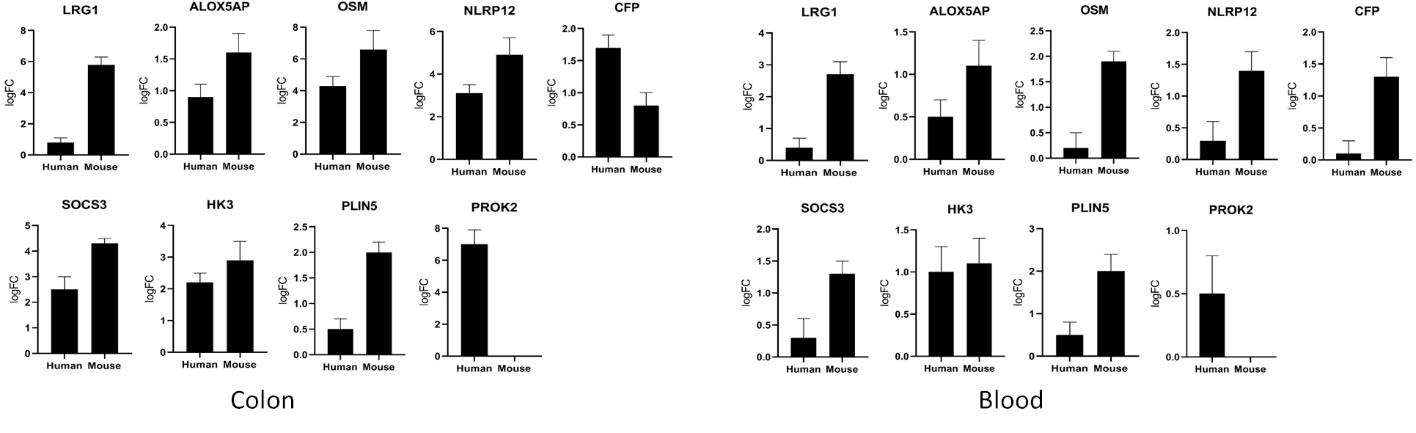 LRG1 ALOX5AP OSM NLRP12 CFP
logFC 8 6 4 2 0 Human Mouse
logFC 2.0 1.5 1.0 0.5 0.0 Human Mouse
8 6 4 2 0 Human Mouse
logFC 6 4 2 0 Human Mouse
logFC 2.0 1.5 1.0 0.5 0.0 Human Mouse
SOCS3 HK3 PLIN5 PROK2
logFC 5 4 3 2 1 0 Human Mouse
logFC 4 3 2 1 0 Human Mouse
logFC 2.5 2.0 1.5 1.0 0.5 0.0 Human Mouse
logFC 8 6 4 2 0 Human Mouse
Colon
LRG1 ALOX5AP OSM NLRP12 CFP
logFC 4 3 2 1 0 Human Mouse
logFC 1.5 1.0 0.5 0.0 Human Mouse
logFC 2.5 2.0 1.5 1.0 0.5 0.0 Human Mouse
logFC 2.0 1.5 1.0 0.5 0.0 Human Mouse
logFC 2.0 1.5 1.0 0.5 0.0 Human Mouse
SOCS3 HK3 PLIN5 PROK2
logFC 2.0 1.5 1.0 0.5 0.0 Human Mouse
logFC 1.5 1.0 0.5 0.0 Human Mouse
logFC 3 2 1 0 Human Mouse
logFC 1.0 0.5 0.0 Human Mouse
Blood